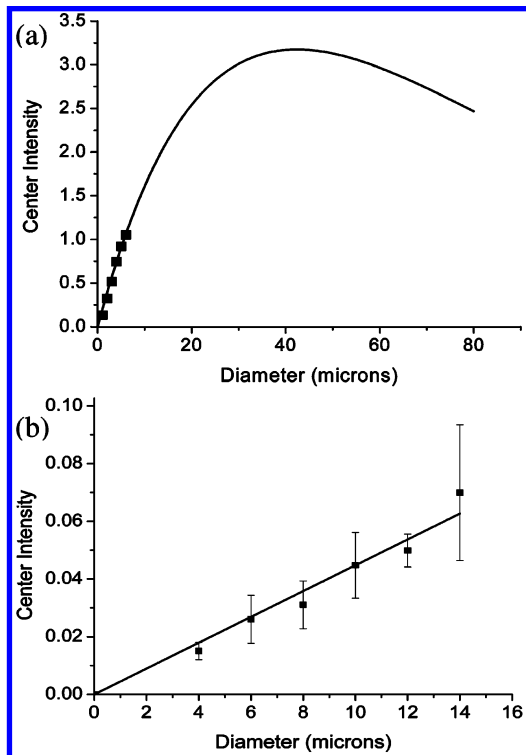 (a)
3.5
3.0
2.5
2.0
1.5
1.0
0.5
0.0
Center Intensity
0 20 40 60 80
Diameter (microns)
(b)
0.10
0.08
0.06
0.04
0.02
0.00
Center Intensity
0 2 4 6 8 10 12 14 16
Diameter (microns)